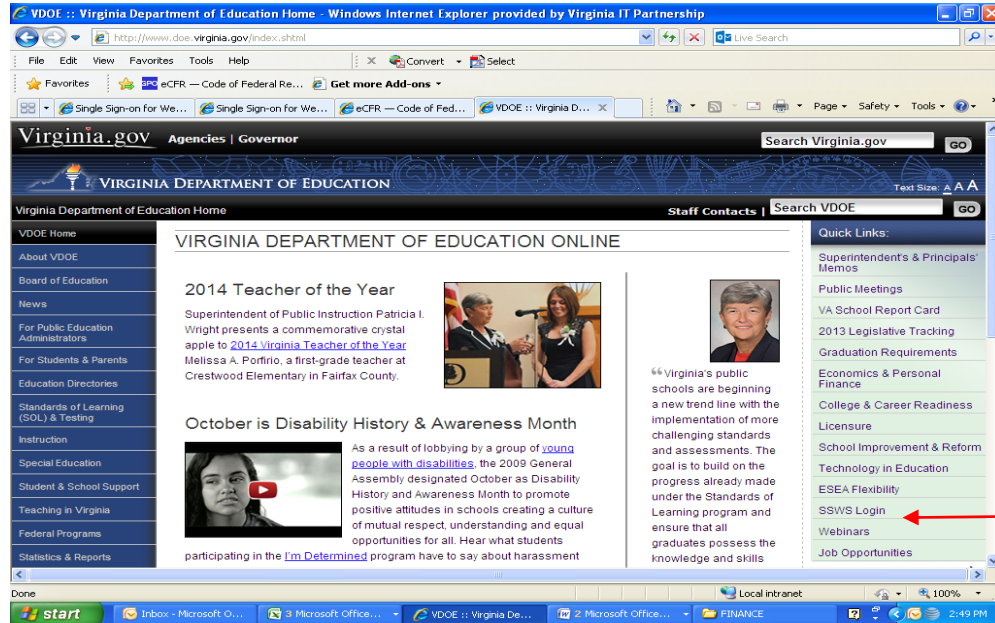 VDOE :: Virginia Department of Education Home - Windows Internet Explorer provided by Virginia IT Partnership
http://www.doe.virginia.gov/index.shtml
Live Search
File Edit View Favorites Tools Help
Convert
Select
Favorites
GPO eCFR — Code of Federal Re...
Get more Add-ons
Single Sign-on for We...
Single Sign-on for We...
eCFR — Code of Fed...
VDOE :: Virginia D...
Page Safety Tools
Virginia.gov
Agencies | Governor
Search Virginia.gov
GO
VIRGINIA DEPARTMENT OF EDUCATION
Text Size: A A A
Virginia Department of Education Home
Staff Contacts |
Search VDOE
GO
VDOE Home
About VDOE
Board of Education
News
For Public Education
Administrators
For Students & Parents
Education Directories
Standards of Learning
(SOL) & Testing
Instruction
Special Education
Student & School Support
Teaching in Virginia
Federal Programs
Statistics & Reports
VIRGINIA DEPARTMENT OF EDUCATION ONLINE
2014 Teacher of the Year
Superintendent of Public Instruction Patricia I.
Wright presents a commemorative crystal
apple to 2014 Virginia Teacher of the Year
Melissa A. Porfirio, a first-grade teacher at
Crestwood Elementary in Fairfax County.
October is Disability History & Awareness Month
As a result of lobbying by a group of young
people with disabilities, the 2009 General
Assembly designated October as Disability
History and Awareness Month to promote
positive attitudes in schools creating a culture
of mutual respect, understanding and equal
opportunities for all. Hear what students
participating in the I'm Determined program have to say about harassment
“Virginia's public
schools are beginning
a new trend line with the
implementation of more
challenging standards
and assessments. The
goal is to build on the
progress already made
under the Standards of
Learning program and
ensure that all
graduates possess the
knowledge and skills
Quick Links:
Superintendent's & Principals'
Memos
Public Meetings
VA School Report Card
2013 Legislative Tracking
Graduation Requirements
Economics & Personal
Finance
College & Career Readiness
Licensure
School Improvement & Reform
Technology in Education
ESEA Flexibility
SSWS Login
Webinars
Job Opportunities
Done
Local intranet
100%
start
Inbox - Microsoft O...
3 Microsoft Office...
VDOE :: Virginia De...
2 Microsoft Office...
FINANCE
2:49 PM